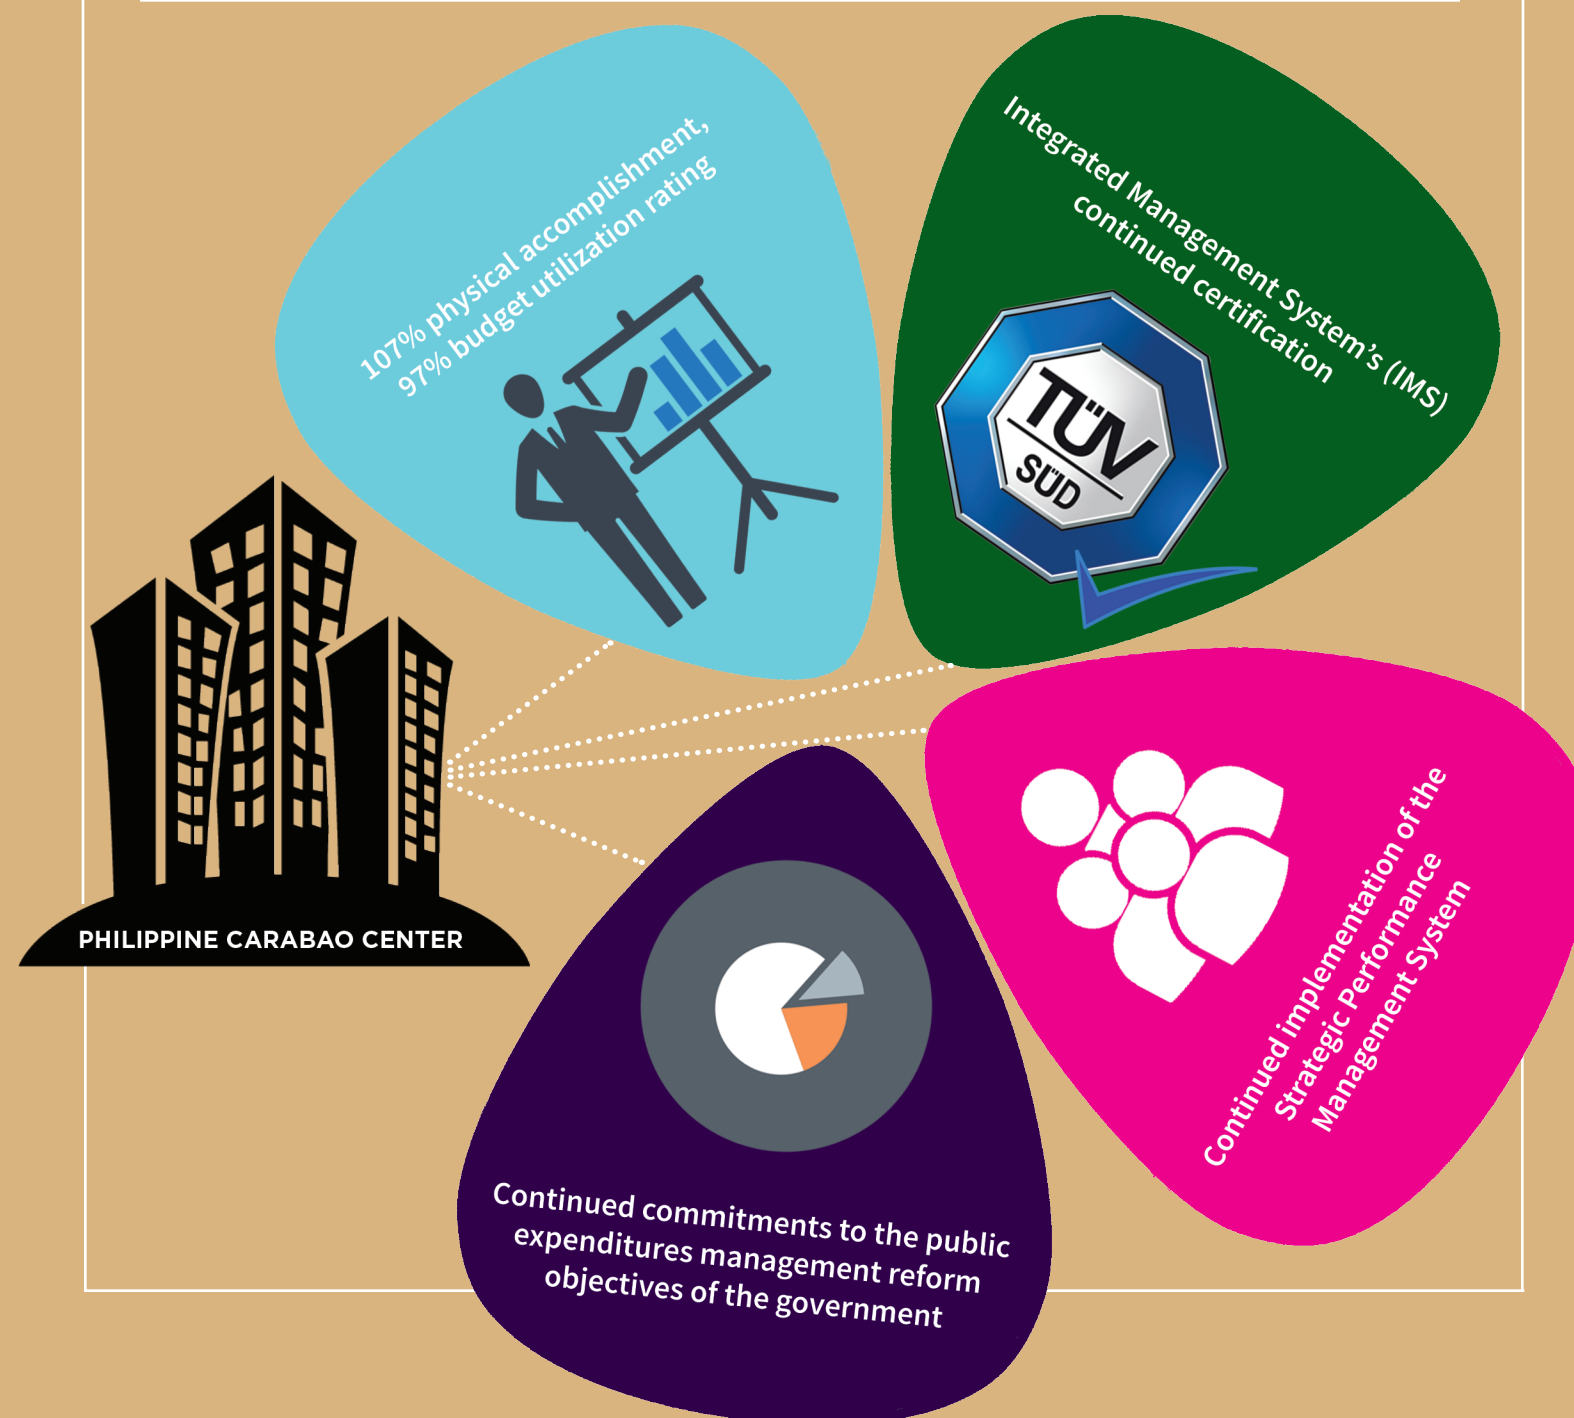 107% physical accomplishment,
97% budget utilization rating
Integrated Management System's (IMS)
continued certification
TÜV
SÜD
PHILIPPINE CARABAO CENTER
Continued implementation of the
Strategic Performance
Management System
Continued commitments to the public
expenditures management reform
objectives of the government